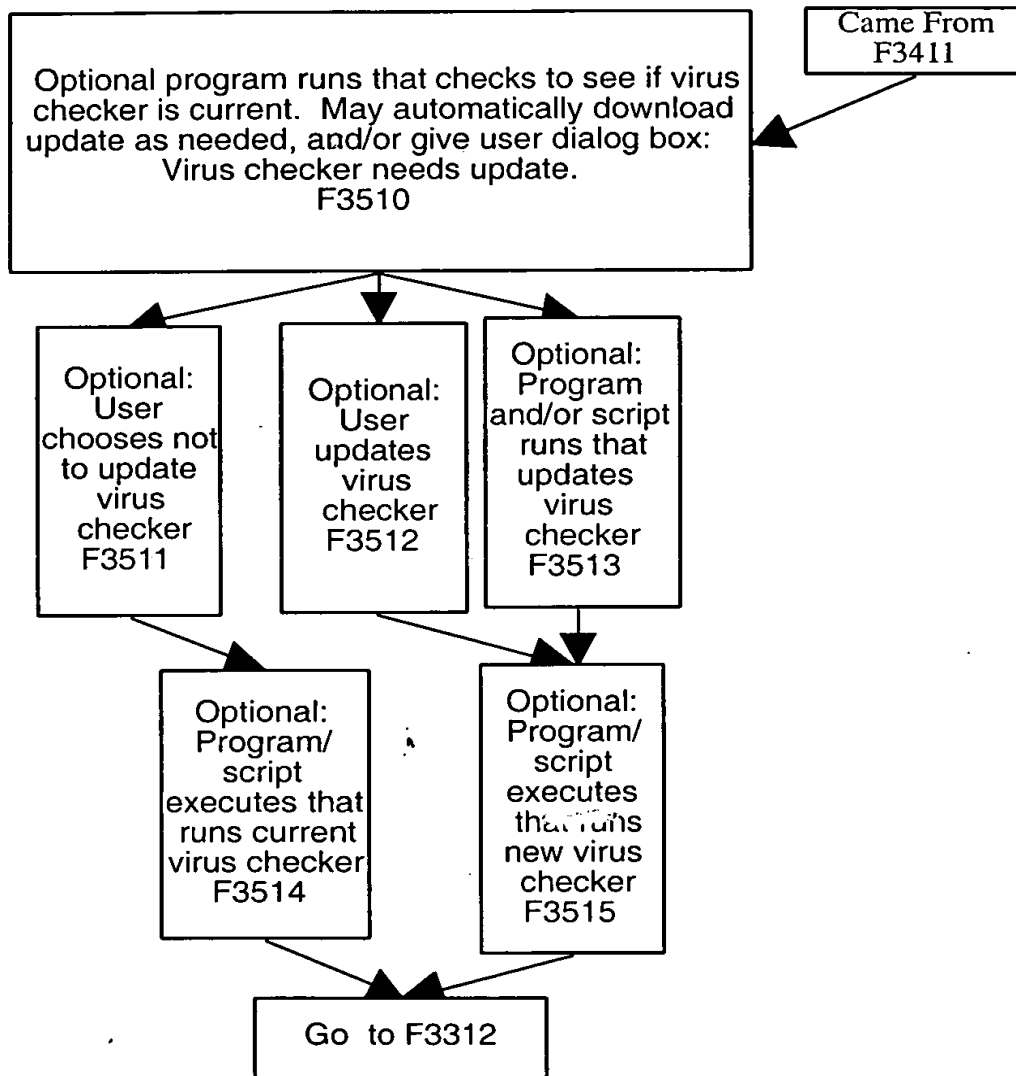 Came From
F3411
Optional program runs that checks to see if virus
checker is current. May automatically download
update as needed, and/or give user dialog box:
Virus checker needs update.
F3510
Optional:
User
chooses not
to update
virus
checker
F3511
Optional:
User
updates
virus
checker
F3512
Optional:
Program
and/or script
runs that
updates
virus
checker
F3513
Optional:
Program/
script
executes that
runs current
virus checker
F3514
Optional:
Program/
script
executes
that runs
new virus
checker
F3515
Go to F3312